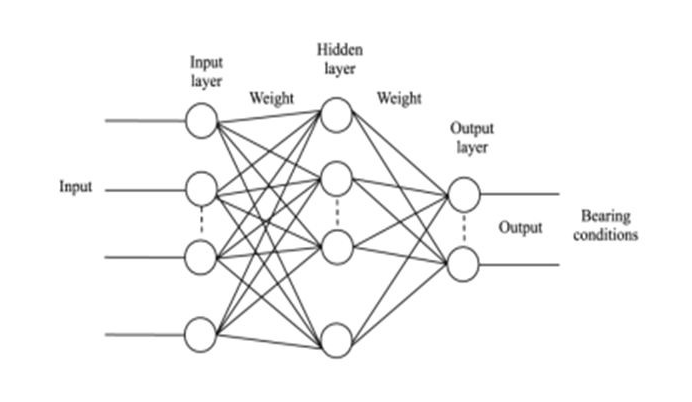 Hidden
layer
Input
layer
Weight
Weight
Output
layer
Input
Output
Bearing
conditions